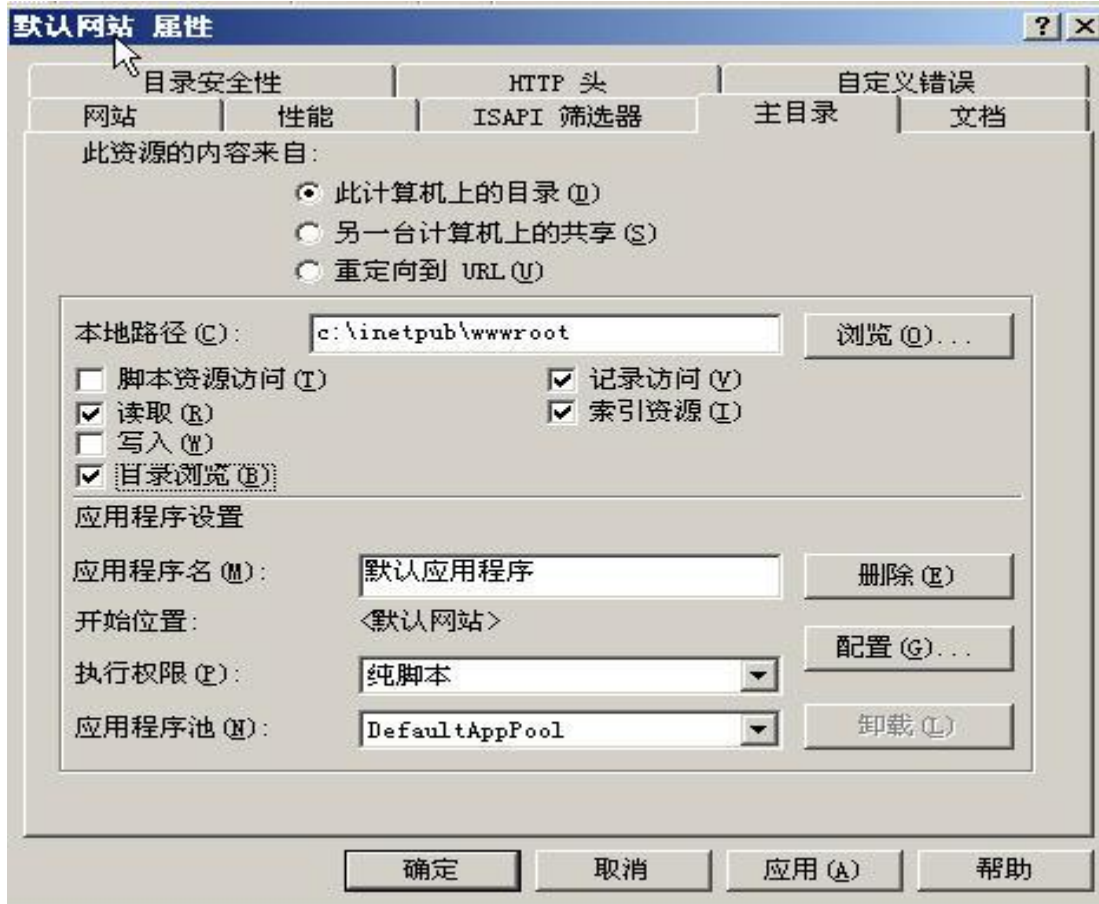 默认网站 属性
目录安全性 HTTP 头 自定义错误
网站 性能 ISAPI 筛选器 主目录 文档
此资源的内容来自:
此计算机上的目录(D)
另一台计算机上的共享(S)
重定向到 URL(U)
本地路径(C): c:\inetpub\wwwroot 浏览(O)...
脚本资源访问(T) 记录访问(V)
读取(R) 索引资源(I)
写入(W)
目录浏览(B)
应用程序设置
应用程序名(M): 默认应用程序 删除(E)
开始位置: <默认网站>
配置(G)...
执行权限(P): 纯脚本
应用程序池(N): DefaultAppPool 卸载(L)
确定 取消 应用(A) 帮助